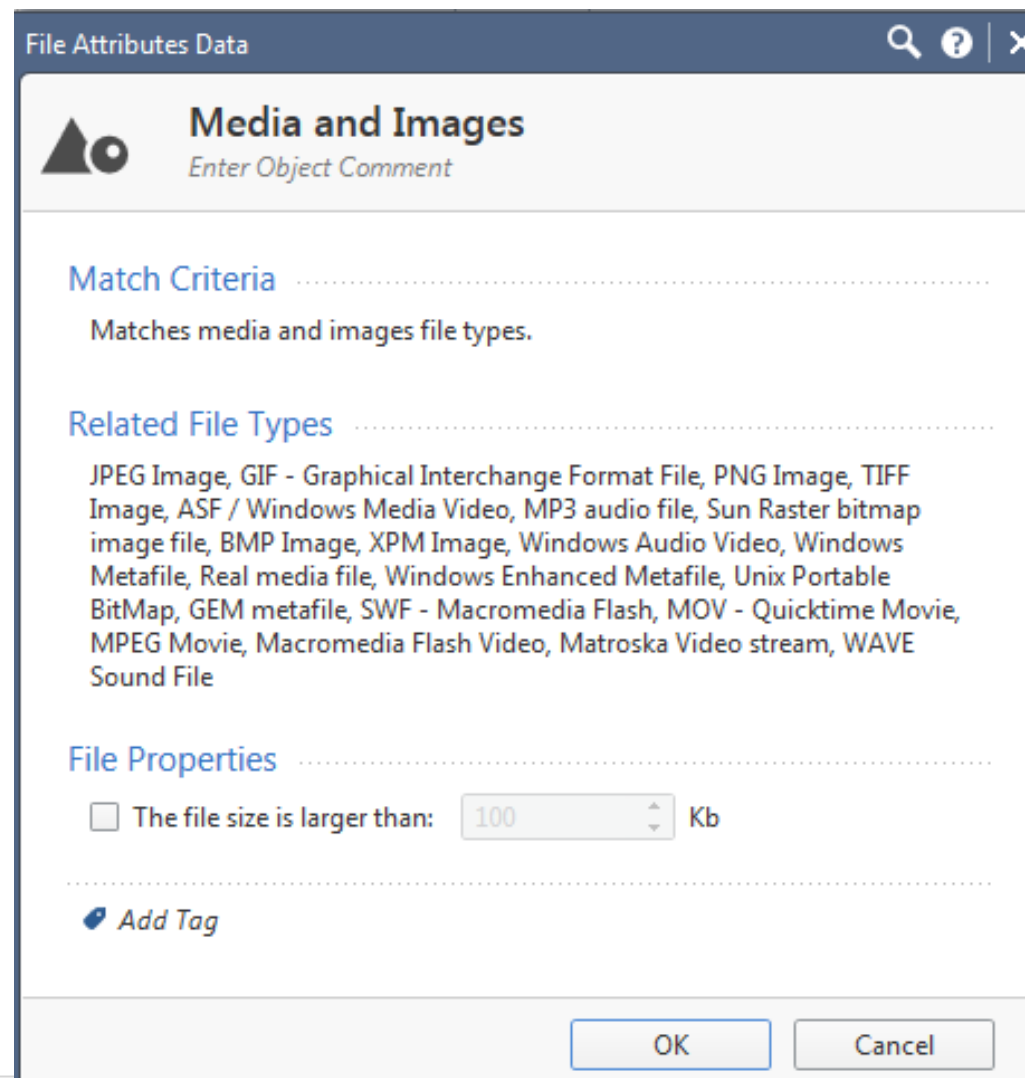 File Attributes Data
Media and Images
Enter Object Comment
Match Criteria
Matches media and images file types.
Related File Types
JPEG Image, GIF - Graphical Interchange Format File, PNG Image, TIFF
Image, ASF / Windows Media Video, MP3 audio file, Sun Raster bitmap
image file, BMP Image, XPM Image, Windows Audio Video, Windows
Metafile, Real media file, Windows Enhanced Metafile, Unix Portable
BitMap, GEM metafile, SWF - Macromedia Flash, MOV - Quicktime Movie,
MPEG Movie, Macromedia Flash Video, Matroska Video stream, WAVE
Sound File
File Properties
The file size is larger than: 100 Kb
Add Tag
OK Cancel